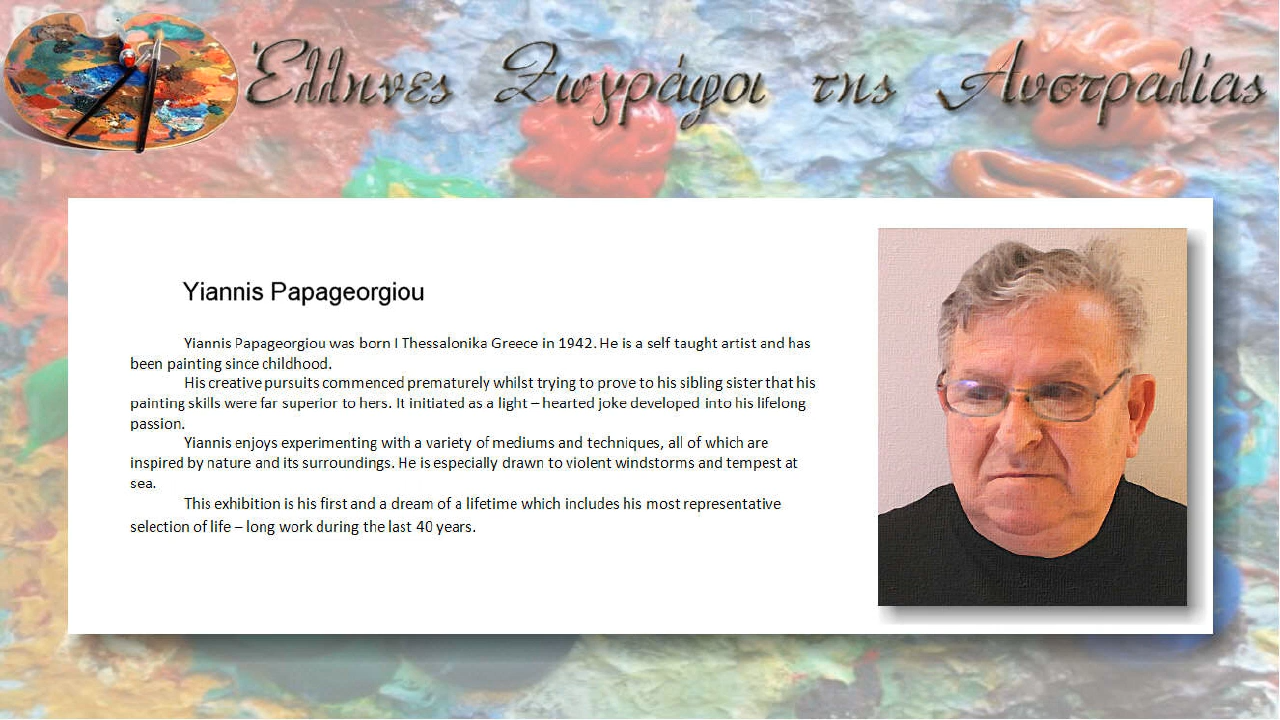 Έλληνες Ζωγράφοι της Αυστραλίας
Yiannis Papageorgiou
Yiannis Papageorgiou was born I Thessalonika Greece in 1942. He is a self taught artist and has
been painting since childhood.
His creative pursuits commenced prematurely whilst trying to prove to his sibling sister that his
painting skills were far superior to hers. It initiated as a light – hearted joke developed into his lifelong
passion.
Yiannis enjoys experimenting with a variety of mediums and techniques, all of which are
inspired by nature and its surroundings. He is especially drawn to violent windstorms and tempest at
sea.
This exhibition is his first and a dream of a lifetime which includes his most representative
selection of life – long work during the last 40 years.